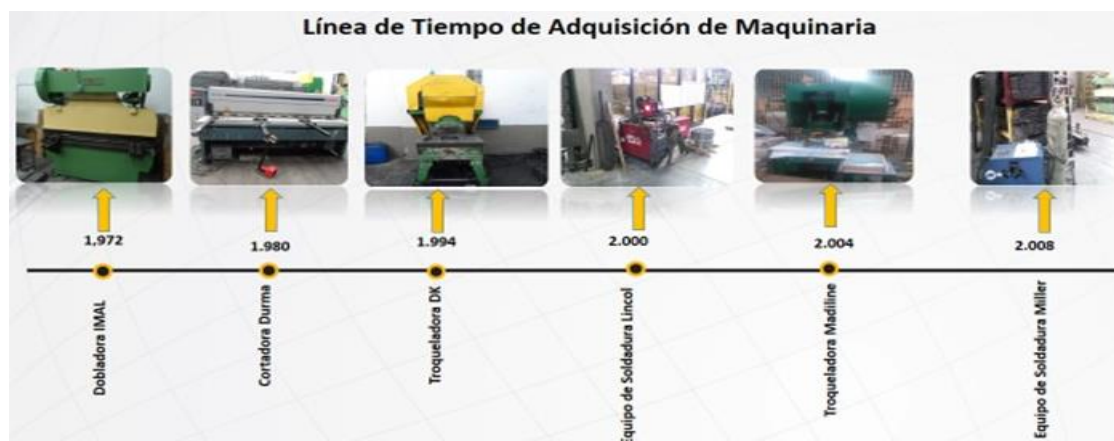 Línea de Tiempo de Adquisición de Maquinaria
1,972
1.980
1.994
2.000
2.004
2.008
Dobladora IMAL
Cortadora Durma
Troqueladora DK
Equipo de Soldadura Lincol
Troqueladora Madiline
Equipo de Soldadura Miller